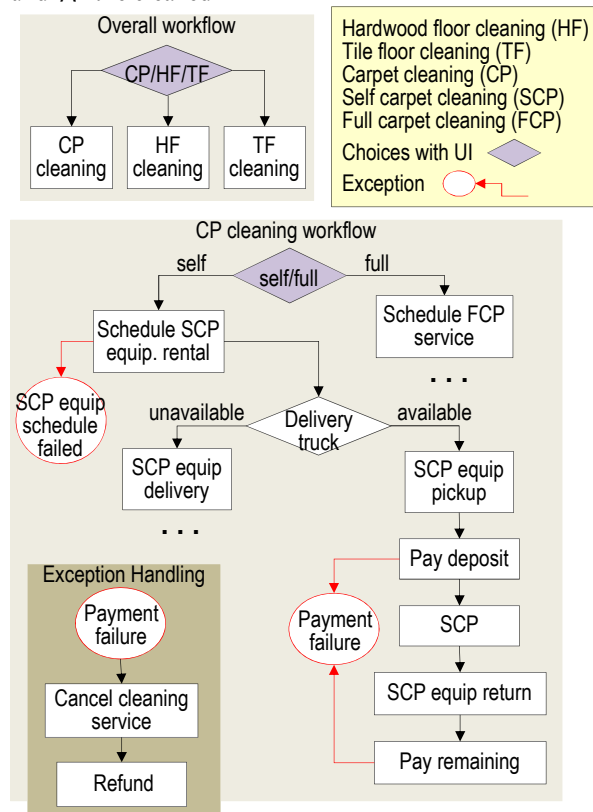 Overall workflow
CP/HF/TF
CP
cleaning
HF
cleaning
TF
cleaning
Hardwood floor cleaning (HF)
Tile floor cleaning (TF)
Carpet cleaning (CP)
Self carpet cleaning (SCP)
Full carpet cleaning (FCP)
Choices with UI
Exception
CP cleaning workflow
self
self/full
full
Schedule SCP
equip. rental
Schedule FCP
service
. . .
SCP equip
schedule
failed
unavailable
Delivery
truck
available
SCP equip
delivery
. . .
SCP equip
pickup
Pay deposit
Payment
failure
SCP
SCP equip return
Pay remaining
Exception Handling
Payment
failure
Cancel cleaning
service
Refund